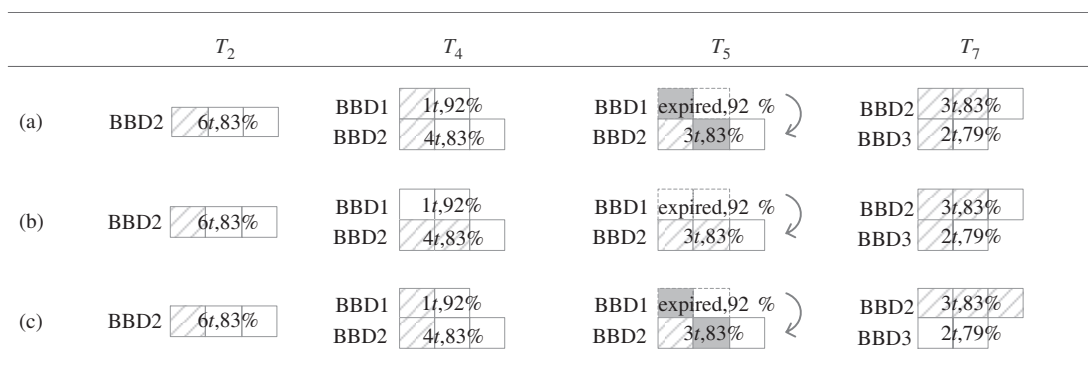 T2 T4 T5 T7
(a) BBD2 6t,83% BBD1 1t,92% BBD1 expired,92 % BBD2 3t,83%
BBD2 4t,83% BBD2 3t,83% BBD3 2t,79%
(b) BBD2 6t,83% BBD1 1t,92% BBD1 expired,92 % BBD2 3t,83%
BBD2 4t,83% BBD2 3t,83% BBD3 2t,79%
(c) BBD2 6t,83% BBD1 1t,92% BBD1 expired,92 % BBD2 3t,83%
BBD2 4t,83% BBD2 3t,83% BBD3 2t,79%